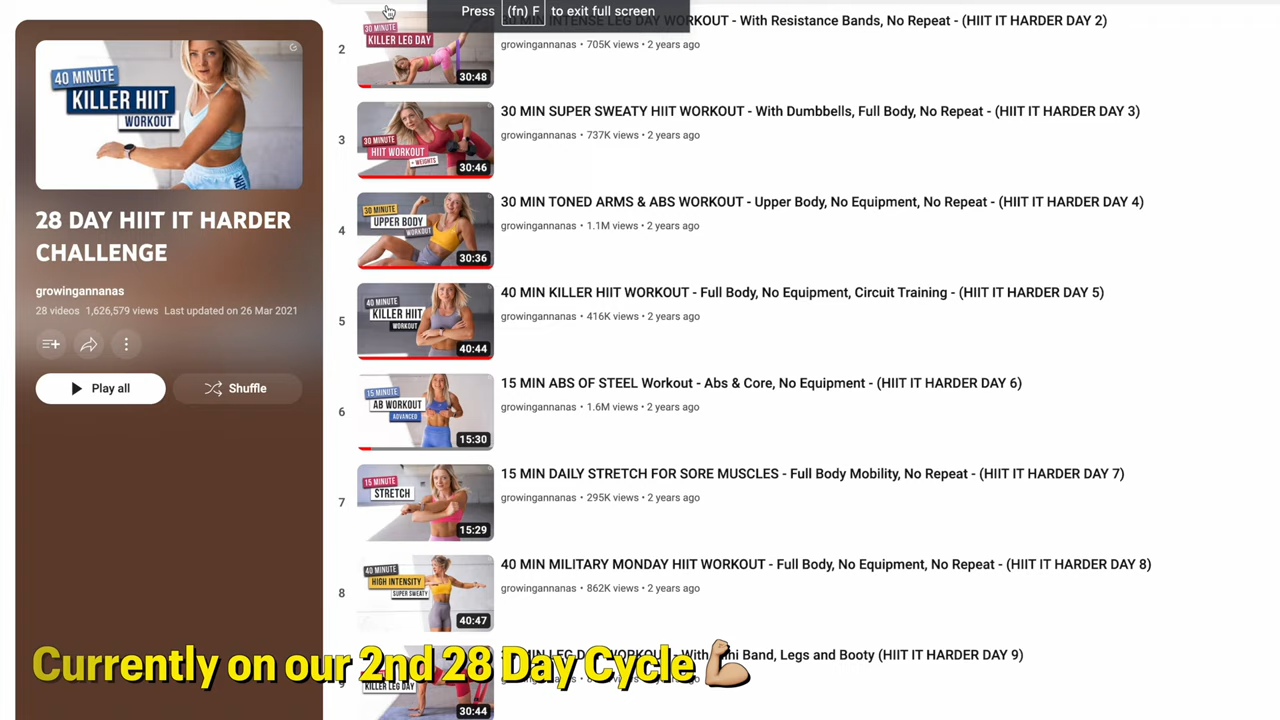 Press (fn) F to exit full screen
40 MINUTE
KILLER HIIT
WORKOUT
28 DAY HIIT IT HARDER
CHALLENGE
growingannanas
28 videos 1,626,579 views Last updated on 26 Mar 2021
Play all
Shuffle
2
30 MINUTE
KILLER LEG DAY
30:48
30 MIN INTENSE LEG DAY WORKOUT - With Resistance Bands, No Repeat - (HIIT IT HARDER DAY 2)
growingannanas • 705K views • 2 years ago
3
30 MINUTE
HIIT WORKOUT
+ WEIGHTS
30:46
30 MIN SUPER SWEATY HIIT WORKOUT - With Dumbbells, Full Body, No Repeat - (HIIT IT HARDER DAY 3)
growingannanas • 737K views • 2 years ago
4
30 MINUTE
UPPER BODY
WORKOUT
30:36
30 MIN TONED ARMS & ABS WORKOUT - Upper Body, No Equipment, No Repeat - (HIIT IT HARDER DAY 4)
growingannanas • 1.1M views • 2 years ago
5
40 MINUTE
KILLER HIIT
WORKOUT
40:44
40 MIN KILLER HIIT WORKOUT - Full Body, No Equipment, Circuit Training - (HIIT IT HARDER DAY 5)
growingannanas • 416K views • 2 years ago
6
15 MINUTE
AB WORKOUT
ADVANCED
15:30
15 MIN ABS OF STEEL Workout - Abs & Core, No Equipment - (HIIT IT HARDER DAY 6)
growingannanas • 1.6M views • 2 years ago
7
15 MINUTE
STRETCH
15:29
15 MIN DAILY STRETCH FOR SORE MUSCLES - Full Body Mobility, No Repeat - (HIIT IT HARDER DAY 7)
growingannanas • 295K views • 2 years ago
8
40 MINUTE
HIGH INTENSITY
SUPER SWEATY
40:47
40 MIN MILITARY MONDAY HIIT WORKOUT - Full Body, No Equipment, No Repeat - (HIIT IT HARDER DAY 8)
growingannanas • 862K views • 2 years ago
KILLER LEG DAY
30:44
LEG D With Mini Band, Legs and Booty (HIIT IT HARDER DAY 9)
Currently on our 2nd 28 Day Cycle